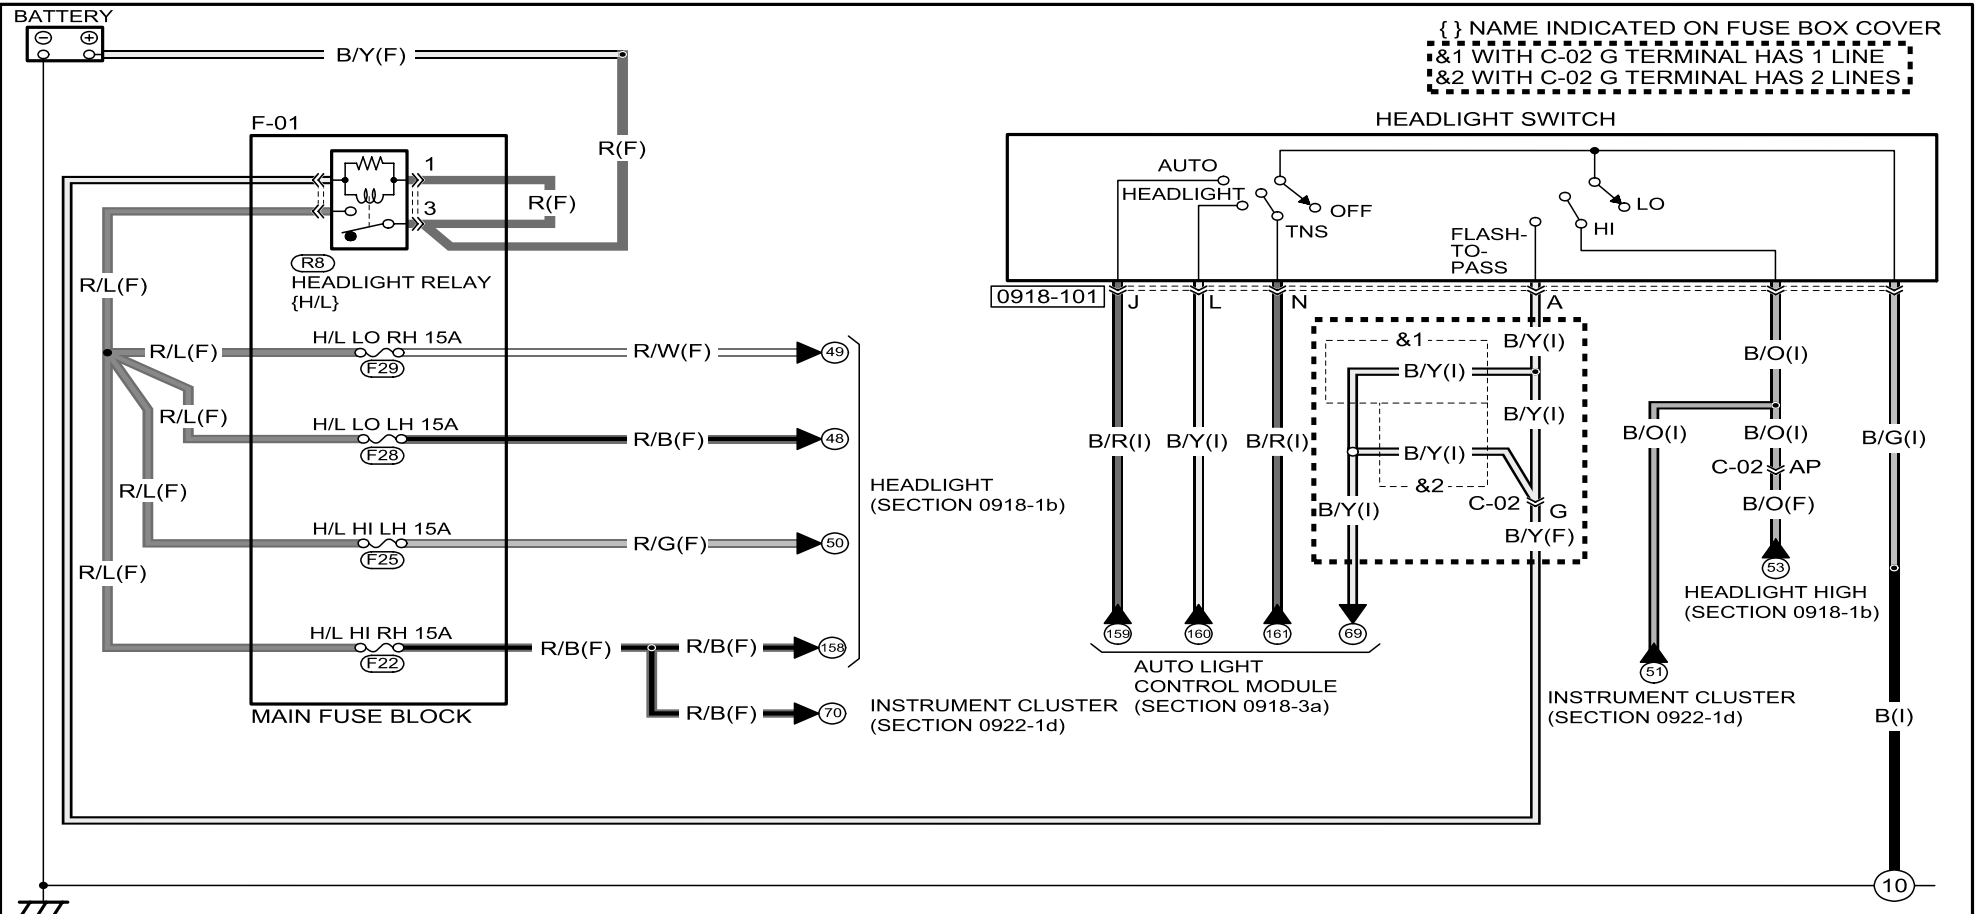 BATTERY
B/Y(F)
R(F)
F-01
1
3
R(F)
R8
HEADLIGHT RELAY
{H/L}
R/L(F)
H/L LO RH 15A
R/L(F)
F29
R/W(F)
49
R/L(F)
H/L LO LH 15A
F28
R/B(F)
48
HEADLIGHT
(SECTION 0918-1b)
R/L(F)
H/L HI LH 15A
F25
R/G(F)
50
R/L(F)
H/L HI RH 15A
F22
R/B(F)
R/B(F)
158
R/B(F)
70
INSTRUMENT CLUSTER
(SECTION 0922-1d)
MAIN FUSE BLOCK
{ } NAME INDICATED ON FUSE BOX COVER
&1 WITH C-02 G TERMINAL HAS 1 LINE
&2 WITH C-02 G TERMINAL HAS 2 LINES
HEADLIGHT SWITCH
AUTO
HEADLIGHT
OFF
TNS
FLASH-
TO-
PASS
LO
HI
0918-101
J
L
N
A
B/Y(I)
&1
B/Y(I)
B/Y(I)
B/Y(I)
&2
C-02
G
B/Y(I)
B/Y(F)
B/R(I)
B/Y(I)
B/R(I)
159
160
161
69
AUTO LIGHT
CONTROL MODULE
(SECTION 0918-3a)
B/O(I)
B/O(I)
B/O(I)
C-02
AP
B/O(F)
53
HEADLIGHT HIGH
(SECTION 0918-1b)
51
INSTRUMENT CLUSTER
(SECTION 0922-1d)
B/G(I)
B(I)
10